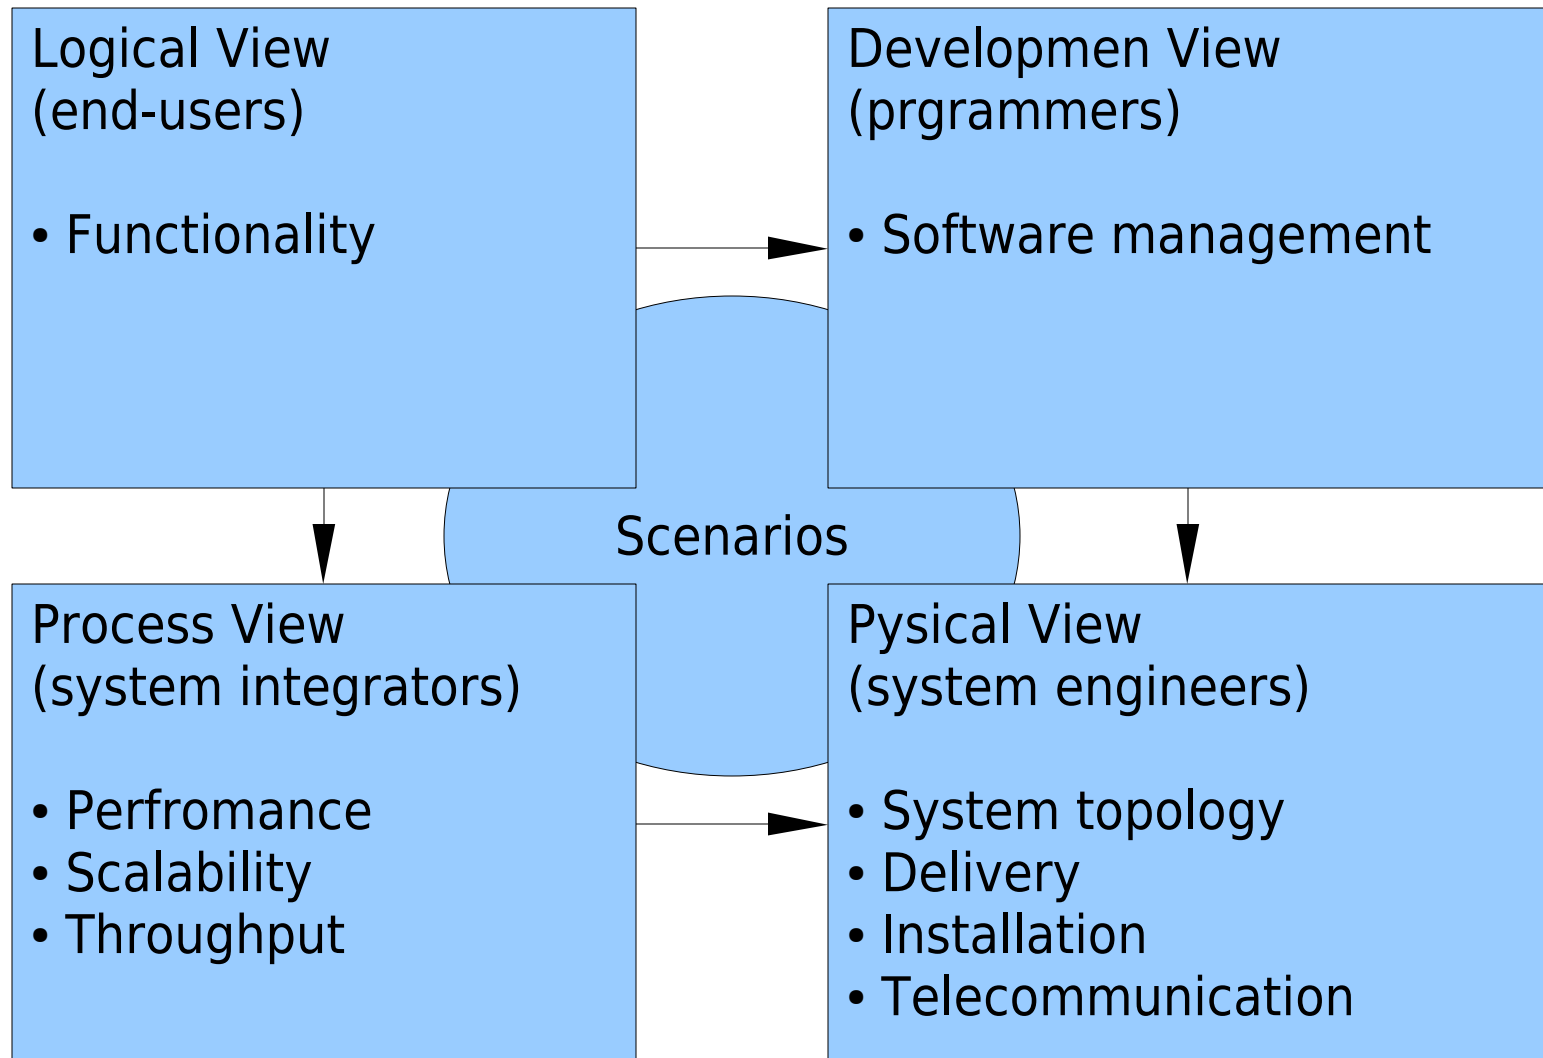 Logical View
(end-users)
• Functionality
Developmen View
(prgrammers)
• Software management
Scenarios
Process View
(system integrators)
• Perfromance
• Scalability
• Throughput
Pysical View
(system engineers)
• System topology
• Delivery
• Installation
• Telecommunication